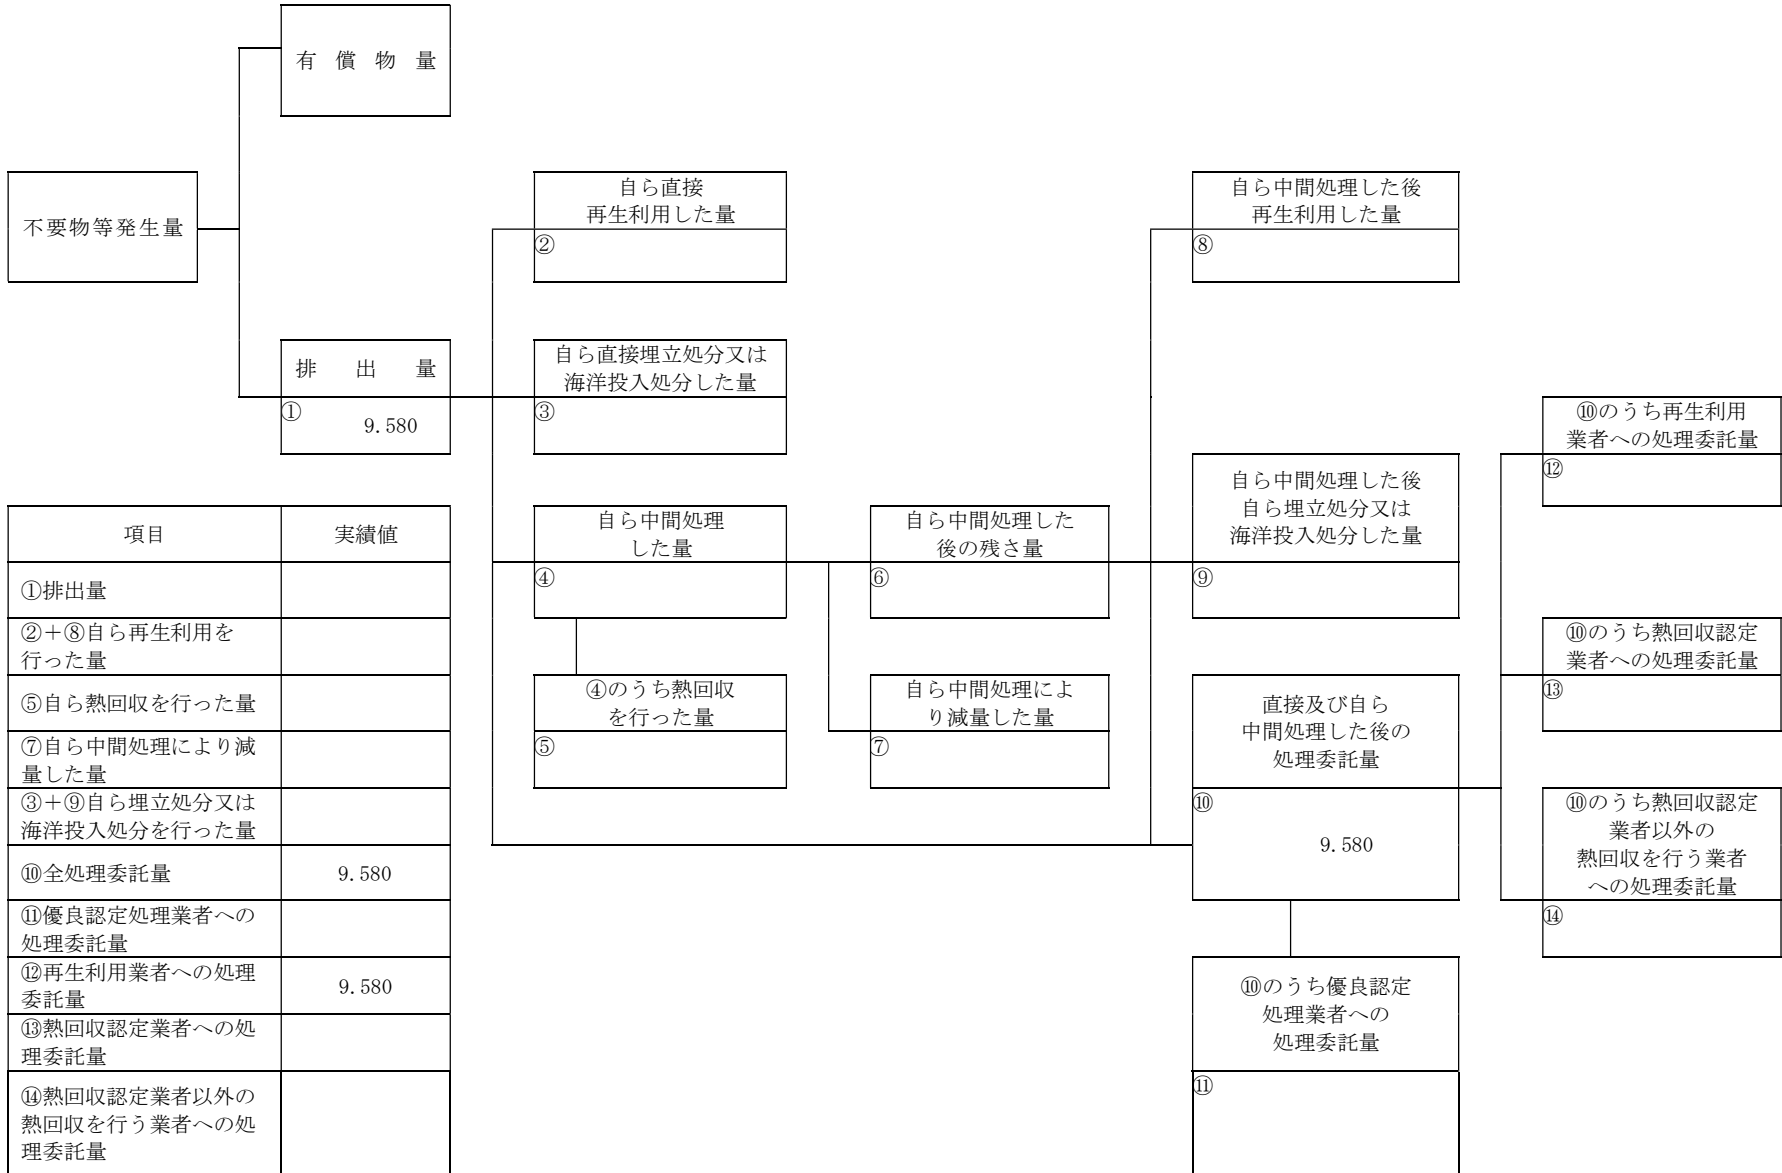 有　償　物　量
不要物等発生量
自ら直接
再生利用した量
②
自ら中間処理した後
再生利用した量
⑧
排　出　量
①
9.580
自ら直接埋立処分又は
海洋投入処分した量
③
⑩のうち再生利用
業者への処理委託量
⑫
自ら中間処理
した量
④
自ら中間処理した
後の残さ量
⑥
自ら中間処理した後
自ら埋立処分又は
海洋投入処分した量
⑨
⑩のうち熱回収認定
業者への処理委託量
⑬
④のうち熱回収
を行った量
⑤
自ら中間処理によ
り減量した量
⑦
直接及び自ら
中間処理した後の
処理委託量
⑩
9.580
⑩のうち熱回収認定
業者以外の
熱回収を行う業者
への処理委託量
⑭
⑩のうち優良認定
処理業者への
処理委託量
⑪
項目　実績値
①排出量
②＋⑧自ら再生利用を
行った量
⑤自ら熱回収を行った量
⑦自ら中間処理により減
量した量
③＋⑨自ら埋立処分又は
海洋投入処分を行った量
⑩全処理委託量　9.580
⑪優良認定処理業者への
処理委託量
⑫再生利用業者への処理
委託量　9.580
⑬熱回収認定業者への処
理委託量
⑭熱回収認定業者以外の
熱回収を行う業者への処
理委託量